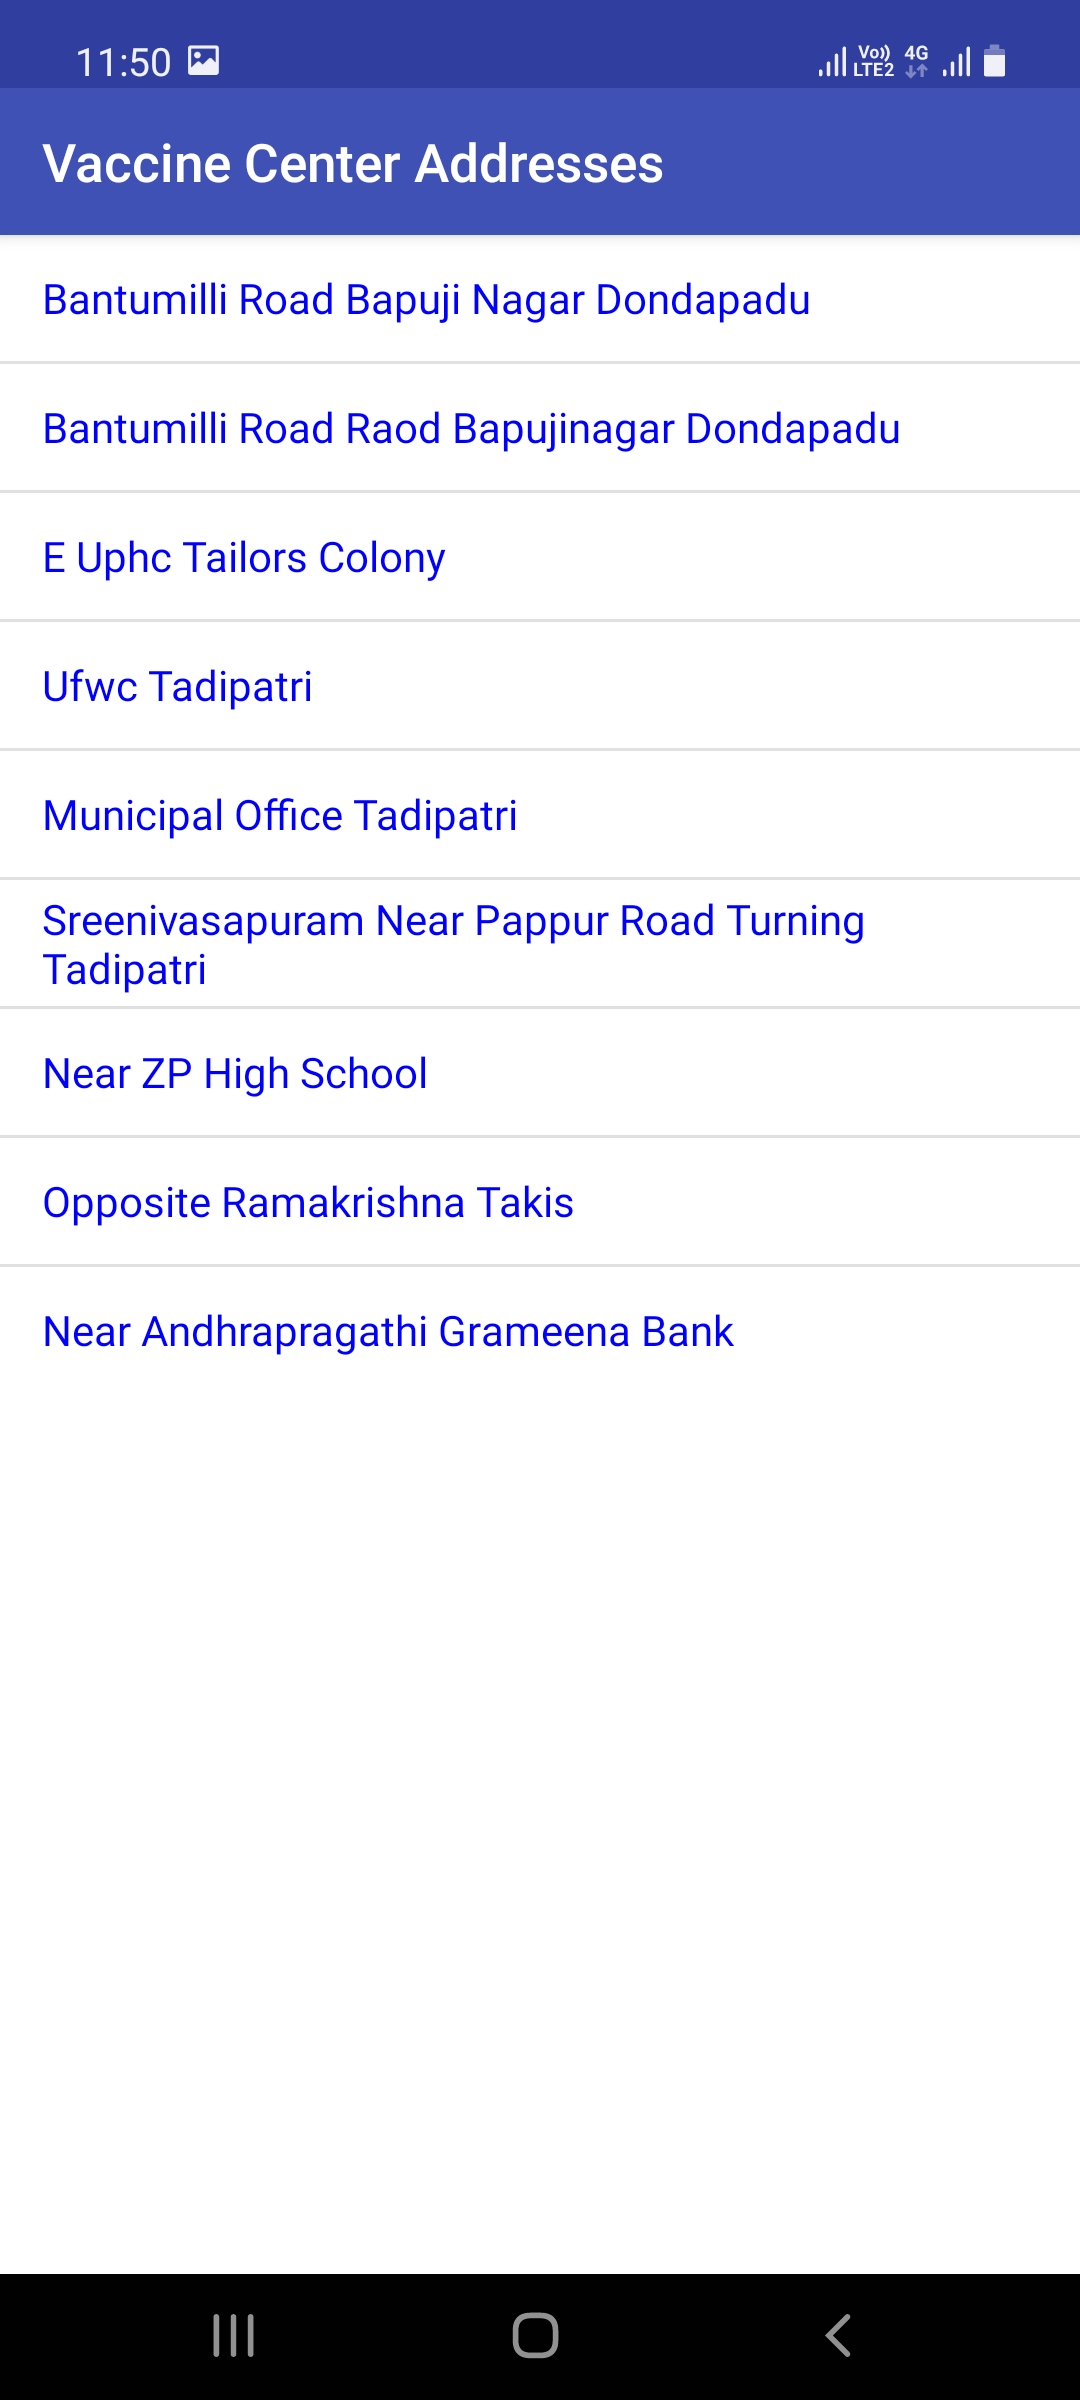 11:50 Vo)) LTE2 4G
Vaccine Center Addresses
Bantumilli Road Bapuji Nagar Dondapadu
Bantumilli Road Raod Bapujinagar Dondapadu
E Uphc Tailors Colony
Ufwc Tadipatri
Municipal Office Tadipatri
Sreenivasapuram Near Pappur Road Turning
Tadipatri
Near ZP High School
Opposite Ramakrishna Takis
Near Andhrapragathi Grameena Bank